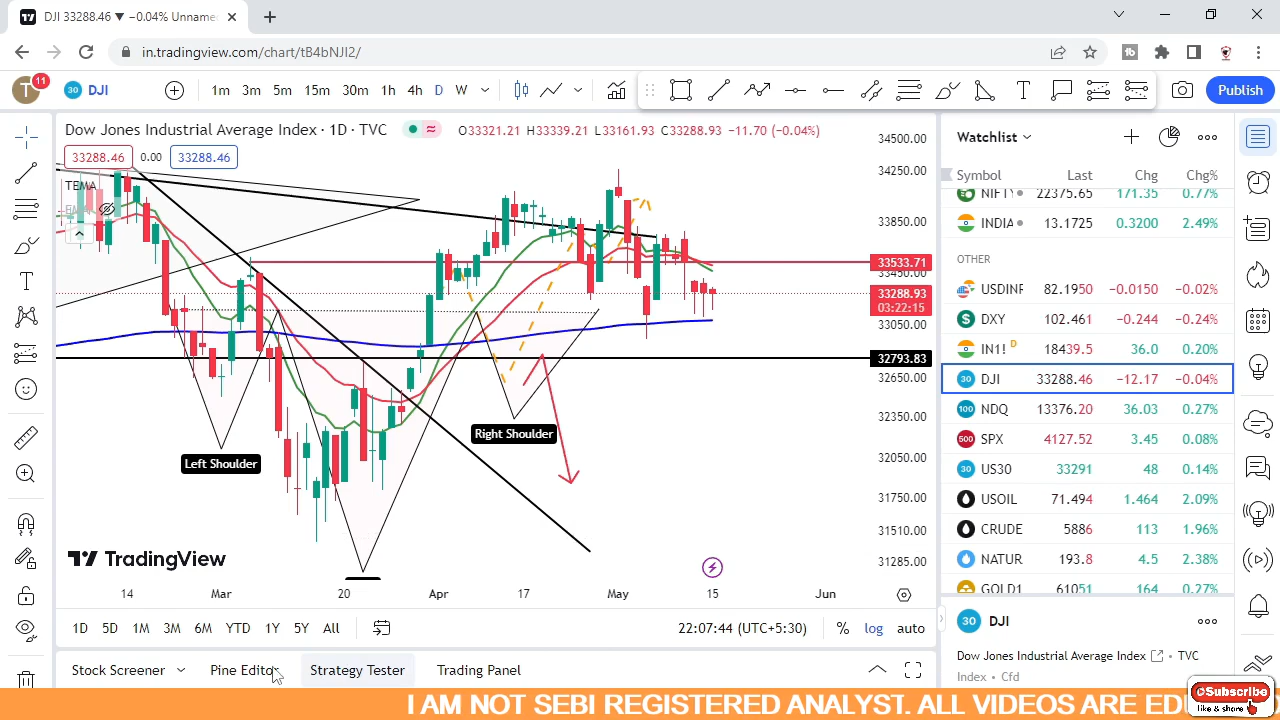 DJI 33288.46 ▼ −0.04% Unname
in.tradingview.com/chart/tB4bNJI2/
T 11 30 DJI 1m 3m 5m 15m 30m 1h 4h D W Publish
Dow Jones Industrial Average Index · 1D · TVC O33321.21 H33339.21 L33161.93 C33288.93 −11.70 (−0.04%)
33288.46 0.00 33288.46
TEMA
34500.00
34250.00
33850.00
33533.71
33450.00
33288.93
03:22:15
33050.00
32793.83
32650.00
32350.00
32050.00
31750.00
31510.00
31285.00
Left Shoulder
Right Shoulder
TradingView
14 Mar 20 Apr 17 May 15 Jun
1D 5D 1M 3M 6M YTD 1Y 5Y All 22:07:44 (UTC+5:30) % log auto
Stock Screener Pine Editor Strategy Tester Trading Panel
Watchlist
Symbol Last Chg Chg%
NIFTY 22375.65 171.35 0.77%
INDIA 13.1725 0.3200 2.49%
OTHER
USDINF 82.1950 −0.0150 −0.02%
$ DXY 102.461 −0.244 −0.24%
IN1! D 18439.5 36.0 0.20%
30 DJI 33288.46 −12.17 −0.04%
100 NDQ 13376.20 36.03 0.27%
500 SPX 4127.52 3.45 0.08%
30 US30 33291 48 0.14%
USOIL 71.494 1.464 2.09%
CRUDE 5886 113 1.96%
NATUR 193.8 4.5 2.38%
GOLD1 61051 164 0.27%
30 DJI
Dow Jones Industrial Average Index · TVC
Index · Cfd
Subscribe
like & share
I AM NOT SEBI REGISTERED ANALYST. ALL VIDEOS ARE ED